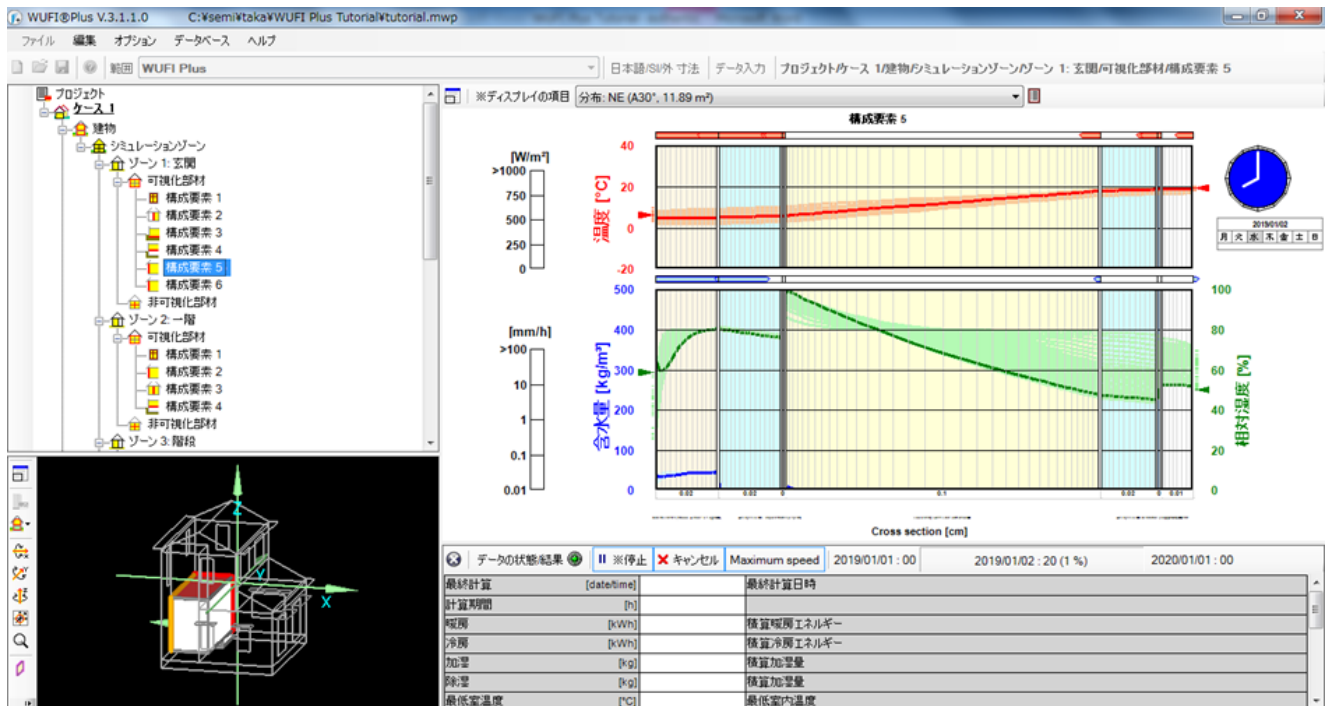 WUFI®Plus V.3.1.1.0 C:¥semi¥taka¥WUFI Plus Tutorial¥tutorial.mwp
ファイル 編集 オプション データベース ヘルプ
範囲 WUFI Plus 日本語/SI/外 寸法 データ入力 プロジェクト/ケース 1/建物/シミュレーションゾーン/ゾーン 1: 玄関/可視化部材/構成要素 5
プロジェクト
ケース 1
建物
シミュレーションゾーン
ゾーン 1: 玄関
可視化部材
構成要素 1
構成要素 2
構成要素 3
構成要素 4
構成要素 5
構成要素 6
非可視化部材
ゾーン 2: 一階
可視化部材
構成要素 1
構成要素 2
構成要素 3
構成要素 4
非可視化部材
ゾーン 3: 階段
Z
Y
X
※ディスプレイの項目 分布: NE (A30°, 11.89 m²)
構成要素 5
[W/m²]
>1000
750
500
250
0
温度 [°C]
40
20
0
-20
2019/01/02
月 火 水 木 金 土 日
[mm/h]
>100
10
1
0.1
0.01
含水量 [kg/m³]
500
400
300
200
100
0
100
80
60
40
20
0
相対湿度 [%]
0.02 0.02 0 0.1 0.02 0 0.01
Cross section [cm]
データの状態/結果 ※停止 キャンセル Maximum speed 2019/01/01 : 00 2019/01/02 : 20 (1 %) 2020/01/01 : 00
最終計算 [date/time] 最終計算日時
計算期間 [h]
暖房 [kWh] 積算暖房エネルギー
冷房 [kWh] 積算冷房エネルギー
加湿 [kg] 積算加湿量
除湿 [kg] 積算加湿量
最低室温度 [°C] 最低室内温度